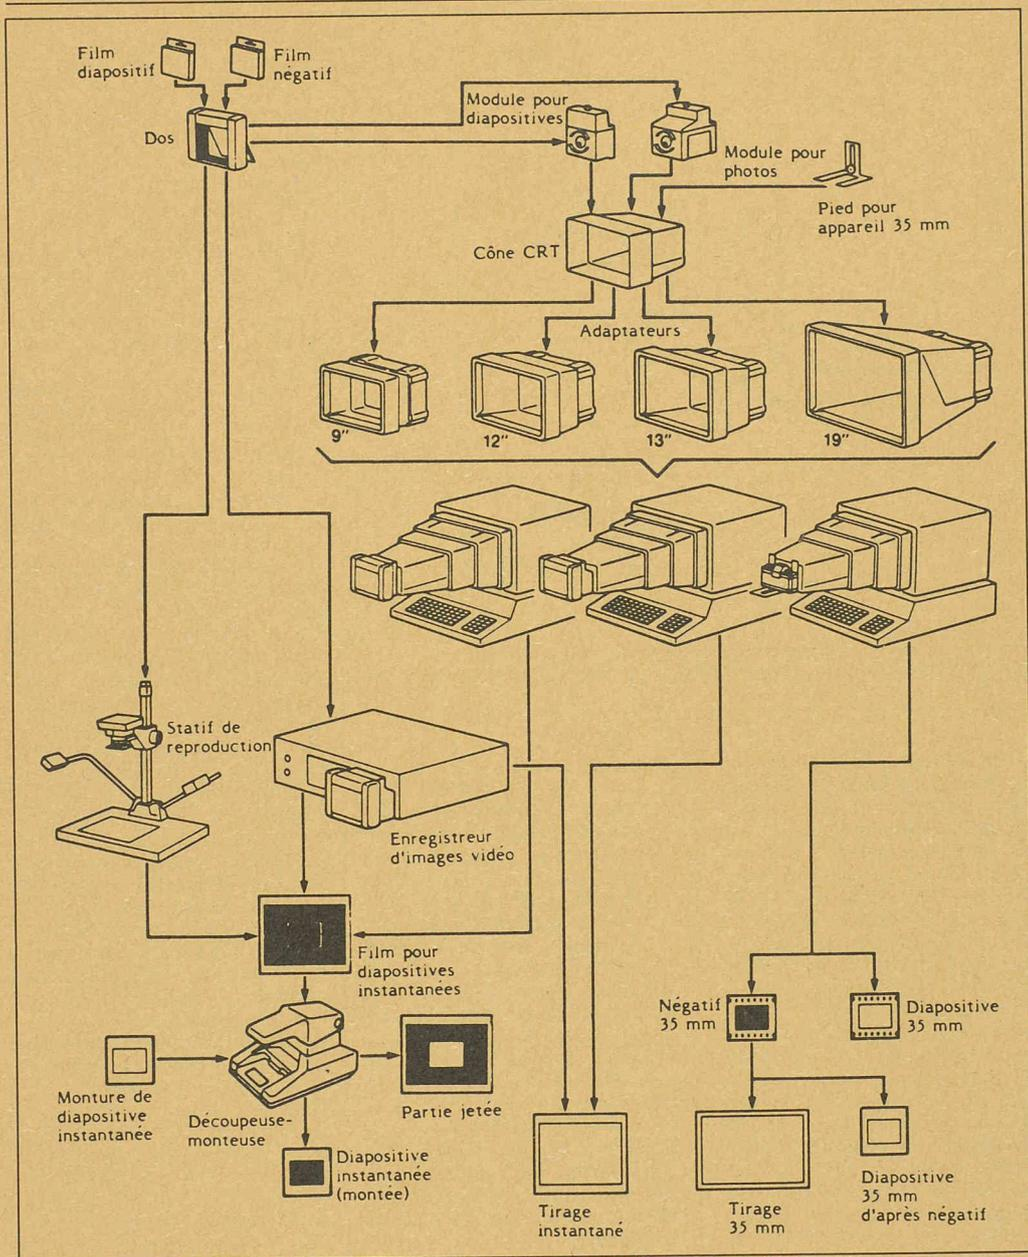 Film
diapositif
Film
négatif
Dos
Module pour
diapositives
Module pour
photos
Pied pour
appareil 35 mm
Cône CRT
Adaptateurs
9"
12"
13"
19"
Statif de
reproduction
Enregistreur
d'images vidéo
Film pour
diapositives
instantanées
Négatif
35 mm
Diapositive
35 mm
Monture de
diapositive
instantanée
Découpeuse-
monteuse
Partie jetée
Diapositive
instantanée
(montée)
Tirage
instantané
Tirage
35 mm
Diapositive
35 mm
d'après négatif